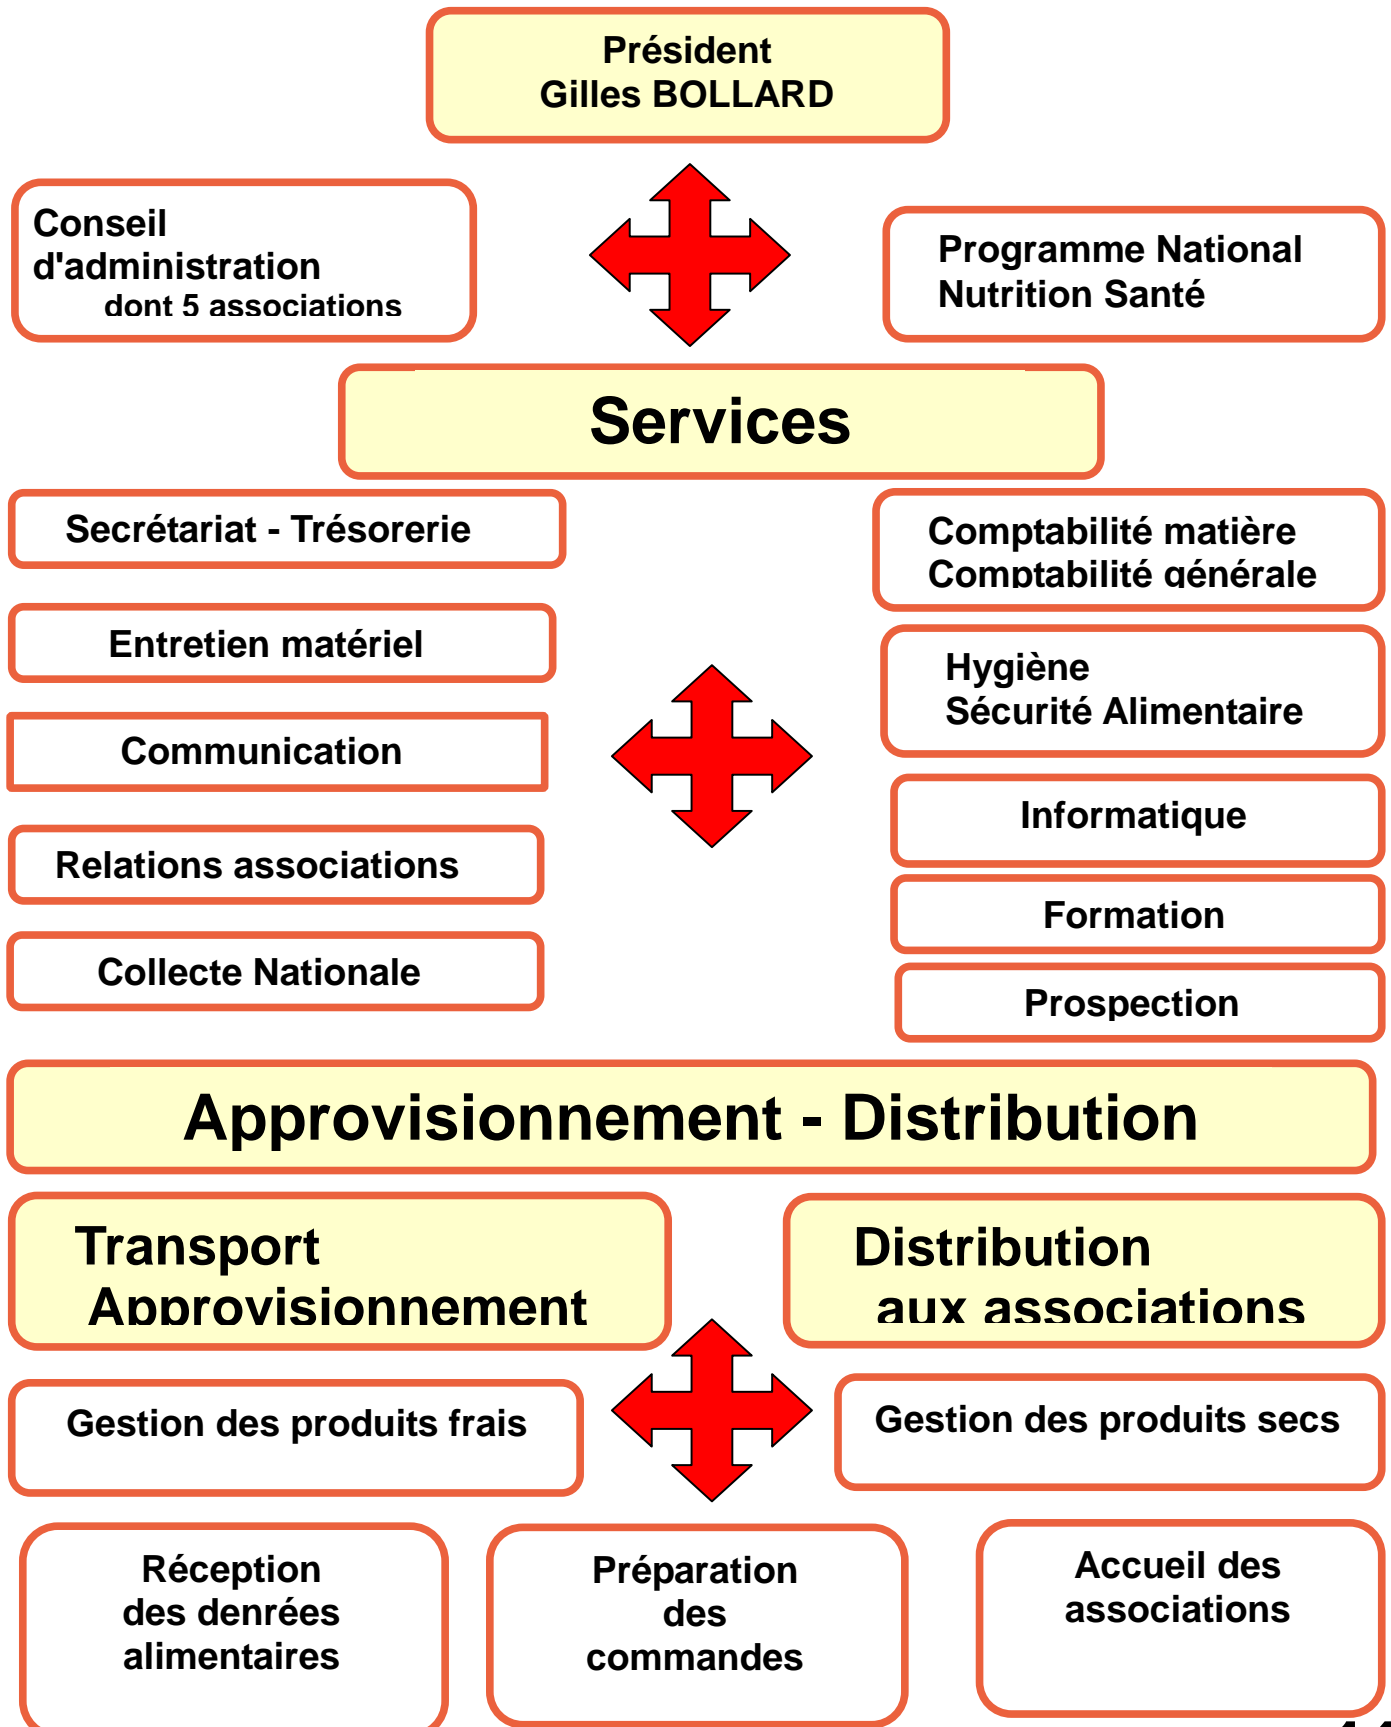 Président
Gilles BOLLARD
Conseil
d'administration
dont 5 associations
Programme National
Nutrition Santé
Services
Secrétariat - Trésorerie
Comptabilité matière
Comptabilité générale
Entretien matériel
Hygiène
Sécurité Alimentaire
Communication
Informatique
Relations associations
Formation
Collecte Nationale
Prospection
Approvisionnement - Distribution
Transport
Approvisionnement
Distribution
aux associations
Gestion des produits frais
Gestion des produits secs
Réception
des denrées
alimentaires
Préparation
des
commandes
Accueil des
associations